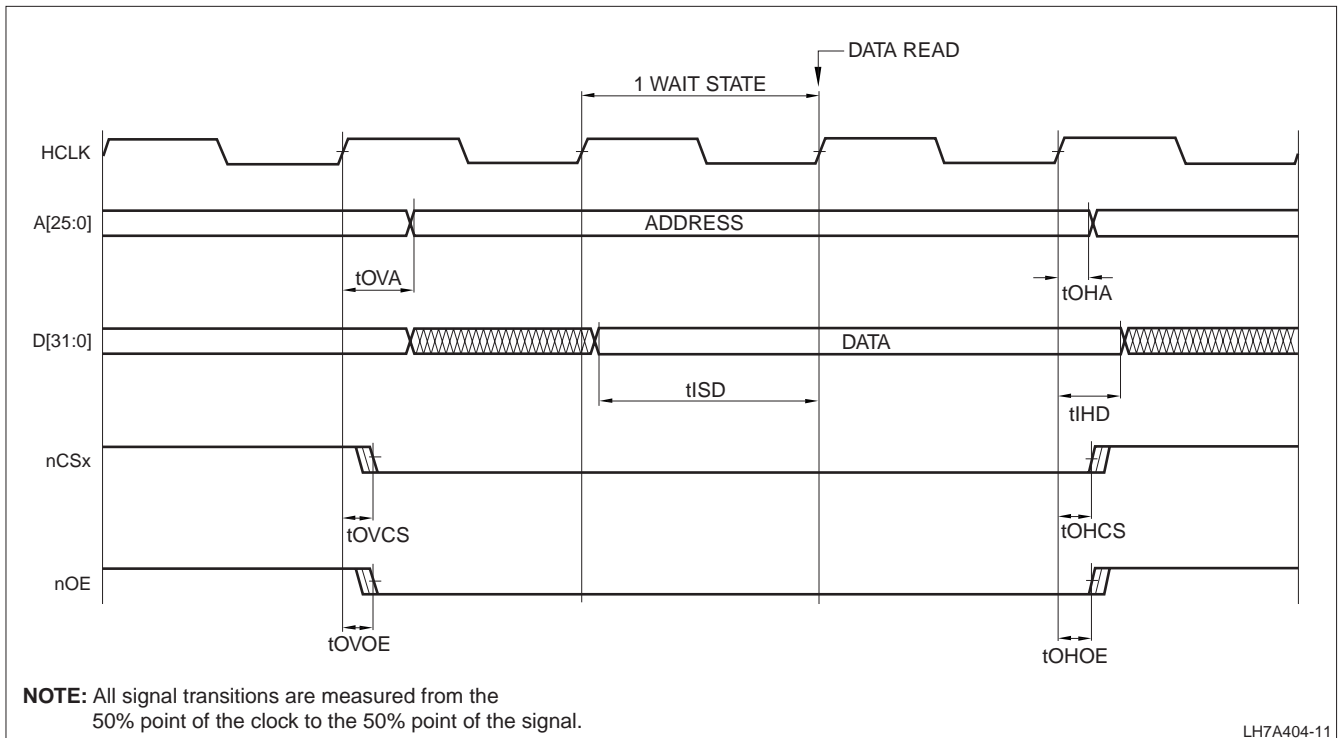 DATA READ
1 WAIT STATE
HCLK
A[25:0]
ADDRESS
tOVA
tOHA
D[31:0]
DATA
tISD
tIHD
nCSx
tOVCS
tOHCS
nOE
tOVOE
tOHOE
NOTE: All signal transitions are measured from the
50% point of the clock to the 50% point of the signal.
LH7A404-11